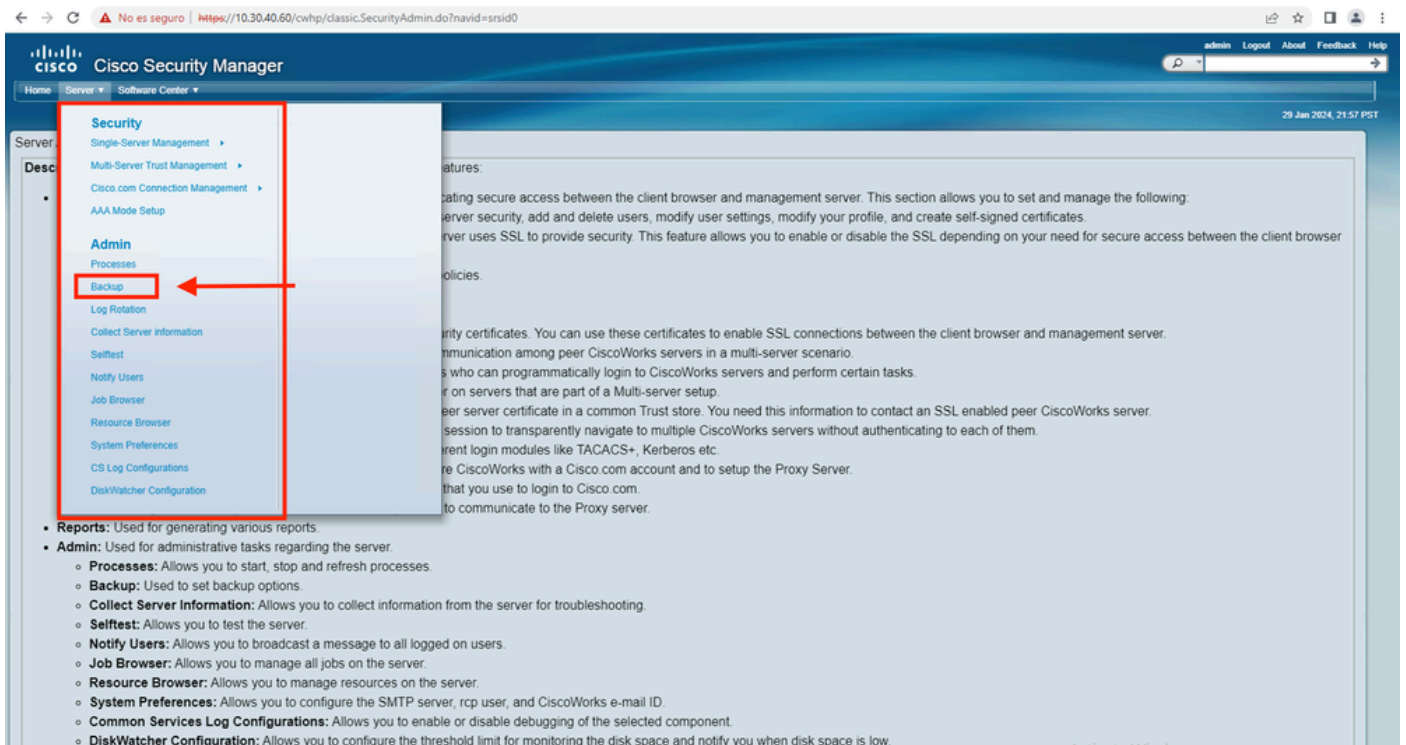 No es seguro | https://10.30.40.60/cwhp/classic.SecurityAdmin.do?navid=srsid0
admin Logout About Feedback Help
CISCO Cisco Security Manager
Home Server Software Center
29 Jan 2024, 21:57 PST
Security
Single-Server Management
Multi-Server Trust Management
Cisco.com Connection Management
AAA Mode Setup
Admin
Processes
Backup
Log Rotation
Collect Server information
Selftest
Notify Users
Job Browser
Resource Browser
System Preferences
CS Log Configurations
DiskWatcher Configuration
Server
Desc
atures:
cating secure access between the client browser and management server. This section allows you to set and manage the following:
erver security, add and delete users, modify user settings, modify your profile, and create self-signed certificates.
rver uses SSL to provide security. This feature allows you to enable or disable the SSL depending on your need for secure access between the client browser
olicies.
rity certificates. You can use these certificates to enable SSL connections between the client browser and management server.
mmunication among peer CiscoWorks servers in a multi-server scenario.
s who can programmatically login to CiscoWorks servers and perform certain tasks.
r on servers that are part of a Multi-server setup.
eer server certificate in a common Trust store. You need this information to contact an SSL enabled peer CiscoWorks server.
session to transparently navigate to multiple CiscoWorks servers without authenticating to each of them.
erent login modules like TACACS+, Kerberos etc.
re CiscoWorks with a Cisco.com account and to setup the Proxy Server.
that you use to login to Cisco.com.
to communicate to the Proxy server.
• Reports: Used for generating various reports.
• Admin: Used for administrative tasks regarding the server.
◦ Processes: Allows you to start, stop and refresh processes.
◦ Backup: Used to set backup options.
◦ Collect Server Information: Allows you to collect information from the server for troubleshooting.
◦ Selftest: Allows you to test the server.
◦ Notify Users: Allows you to broadcast a message to all logged on users.
◦ Job Browser: Allows you to manage all jobs on the server.
◦ Resource Browser: Allows you to manage resources on the server.
◦ System Preferences: Allows you to configure the SMTP server, rcp user, and CiscoWorks e-mail ID.
◦ Common Services Log Configurations: Allows you to enable or disable debugging of the selected component.
◦ DiskWatcher Configuration: Allows you to configure the threshold limit for monitoring the disk space and notify you when disk space is low.